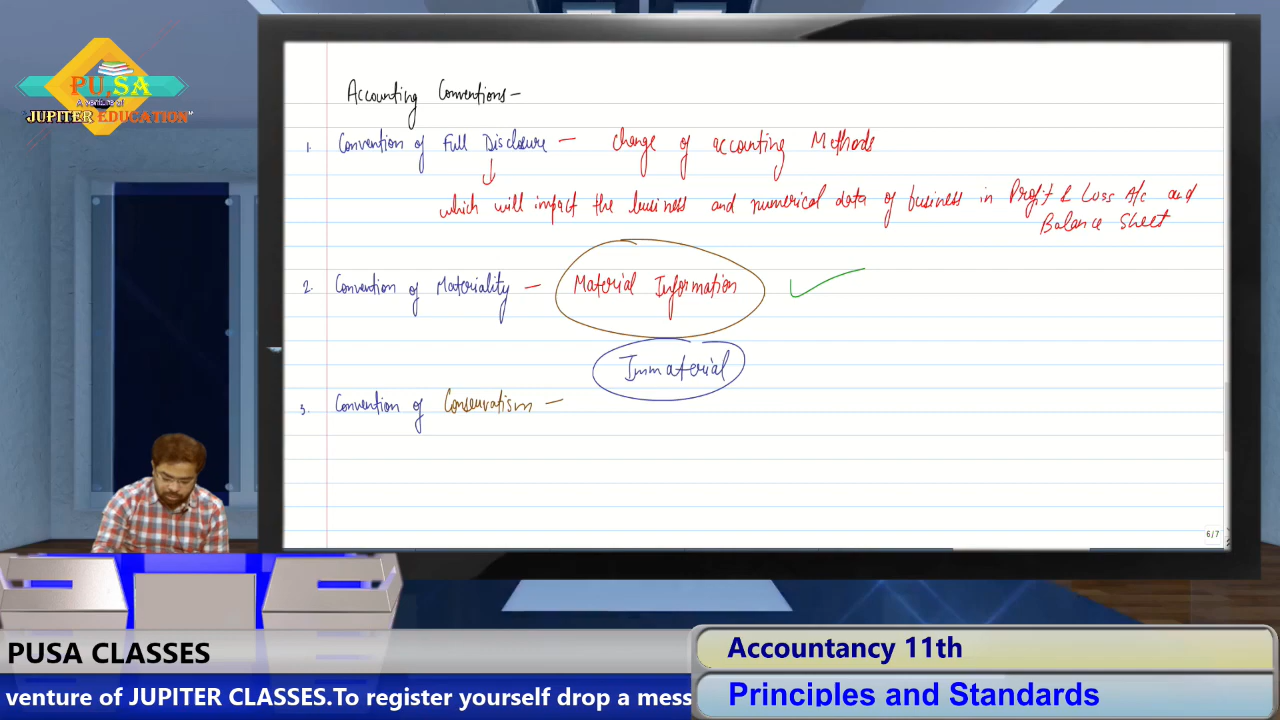 PU,SA
A venture of
"JUPITER EDUCATION"
Accounting Conventions-
1. Convention of Full Disclosure - Change of accounting Methods
which will impact the business and numerical data of business in Profit & Loss A/c and
Balance Sheet
2. Convention of Materiality - Material Information
Immaterial
3. Convention of Conservatism -
6/7
PUSA CLASSES
Accountancy 11th
venture of JUPITER CLASSES.To register yourself drop a mess
Principles and Standards